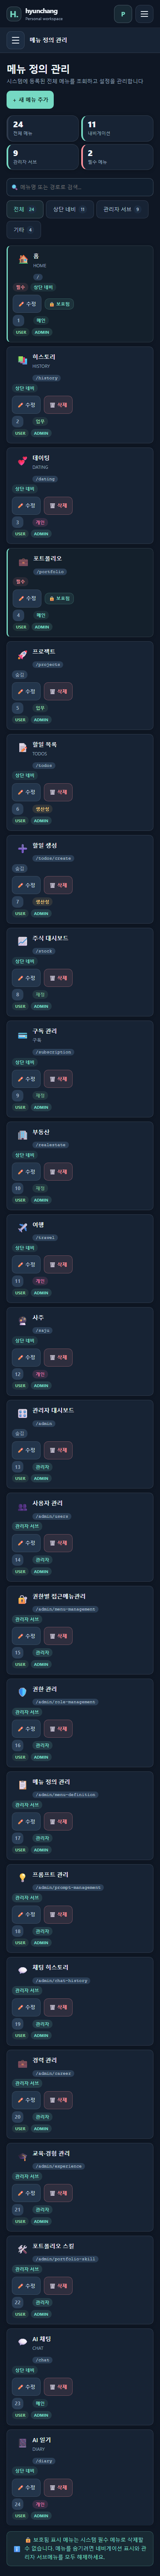 H.
hyunchang
Personal workspace
P
메뉴 정의 관리
메뉴 정의 관리
시스템에 등록된 전체 메뉴를 조회하고 설정을 관리합니다
+ 새 메뉴 추가
24
전체 메뉴
11
네비게이션
9
관리자 서브
2
필수 메뉴
메뉴명 또는 경로로 검색...
전체 24
상단 네비 11
관리자 서브 9
기타 4
홈
HOME
/
필수 상단 네비
수정 보호됨
1 메인
USER ADMIN
히스토리
HISTORY
/history
상단 네비
수정 삭제
2 업무
USER ADMIN
데이팅
DATING
/dating
상단 네비
수정 삭제
3 개인
USER ADMIN
포트폴리오
/portfolio
필수
수정 보호됨
4 메인
USER ADMIN
프로젝트
/projects
숨김
수정 삭제
5 업무
USER ADMIN
할일 목록
TODOS
/todos
상단 네비
수정 삭제
6 생산성
USER ADMIN
할일 생성
/todos/create
숨김
수정 삭제
7 생산성
USER ADMIN
주식 대시보드
/stock
상단 네비
수정 삭제
8
USER ADMIN
구독 관리
구독
/subscription
상단 네비
수정 삭제
9
USER ADMIN
부동산
/realestate
상단 네비
수정 삭제
10
USER ADMIN
여행
/travel
상단 네비
수정 삭제
11 개인
USER ADMIN
사주
/saju
상단 네비
수정 삭제
12 개인
USER ADMIN
관리자 대시보드
/admin
숨김
수정 삭제
13 관리자
USER ADMIN
사용자 관리
/admin/users
관리자 서브
수정 삭제
14 관리자
USER ADMIN
권한별 접근메뉴관리
/admin/menu-management
관리자 서브
수정 삭제
15 관리자
USER ADMIN
권한 관리
/admin/role-management
관리자 서브
수정 삭제
16 관리자
USER ADMIN
메뉴 정의 관리
/admin/menu-definition
관리자 서브
수정 삭제
17 관리자
USER ADMIN
프롬프트 관리
/admin/prompt-management
관리자 서브
수정 삭제
18 관리자
USER ADMIN
채팅 히스토리
/admin/chat-history
관리자 서브
수정 삭제
19 관리자
USER ADMIN
경력 관리
/admin/career
관리자 서브
수정 삭제
20 관리자
USER ADMIN
교육·경험 관리
/admin/experience
관리자 서브
수정 삭제
21 관리자
USER ADMIN
포트폴리오 스킬
/admin/portfolio-skill
관리자 서브
수정 삭제
22 관리자
USER ADMIN
AI 채팅
CHAT
/chat
상단 네비
수정 삭제
23 메인
USER ADMIN
AI 일기
DIARY
/diary
상단 네비
수정 삭제
24 개인
USER ADMIN
보호됨 표시 메뉴는 시스템 필수 메뉴로 삭제할
수 없습니다. 메뉴를 숨기려면 네비게이션 표시와 관
리자 서브메뉴를 모두 해제하세요.